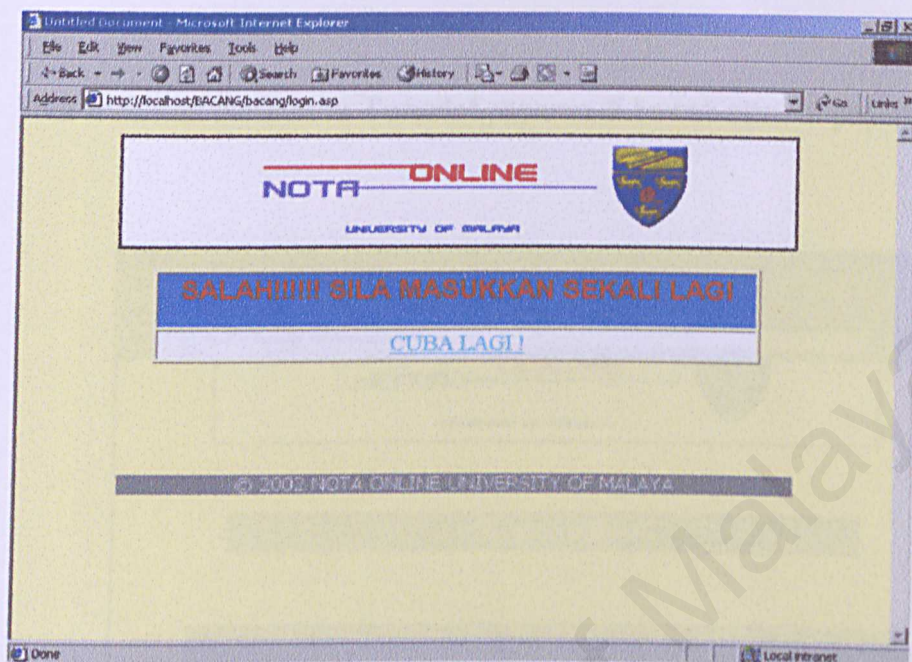 Untitled Document - Microsoft Internet Explorer
File Edit View Favorites Tools Help
Back Search Favorites History
Address http://localhost/BACANG/bacang/login.asp Go Links »
ONLINE
NOTA
UNIVERSITY OF MALAYA
SALAH!!!!!! SILA MASUKKAN SEKALI LAGI
CUBA LAGI !
© 2002 NOTA ONLINE UNIVERSITY OF MALAYA
Done Local intranet
of Malaya